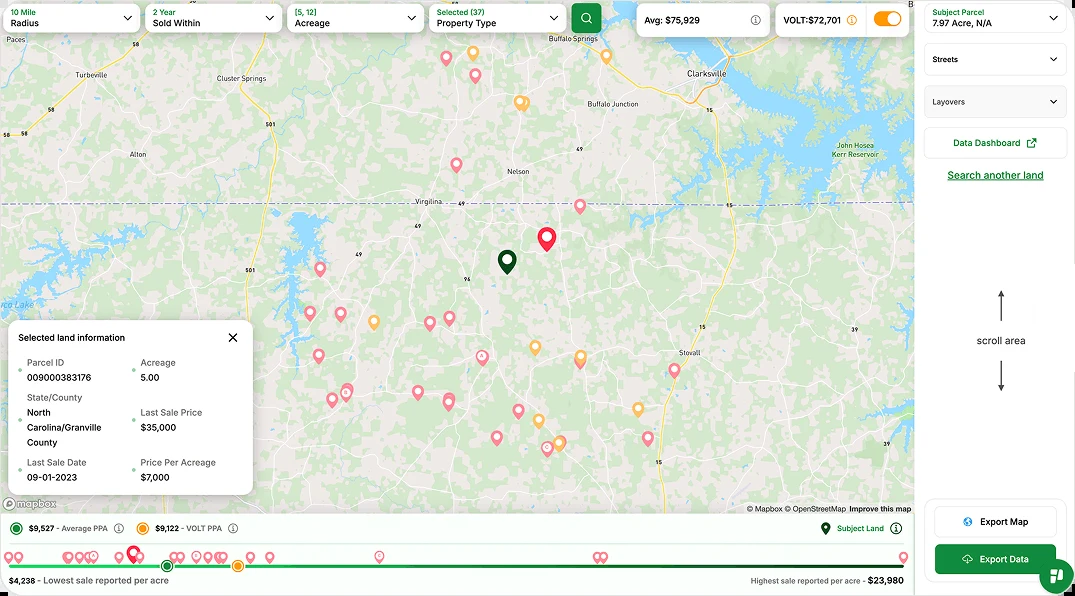 10 Mile
Radius
2 Year
Sold Within
[5, 12]
Acreage
Selected (37)
Property Type
Avg: $75,929
VOLT:$72,701
B
Subject Parcel
7.97 Acre, N/A
Streets
Layovers
Data Dashboard
Search another land
scroll area
Export Map
Export Data
Paces
Turbeville
Cluster Springs
Buffalo Springs
Clarksville
Buffalo Junction
John Hosea
Kerr Reservoir
Alton
Nelson
Virgilina
Stovall
58
58
58
58
501
501
49
49
49
49
96
15
15
15
15
39
39
Selected land information
Parcel ID
009000383176
Acreage
5.00
State/County
North
Carolina/Granville
County
Last Sale Price
$35,000
Last Sale Date
09-01-2023
Price Per Acreage
$7,000
mapbox
© Mapbox © OpenStreetMap Improve this map
$9,527 - Average PPA
$9,122 - VOLT PPA
Subject Land
$4,238 - Lowest sale reported per acre
Highest sale reported per acre - $23,980